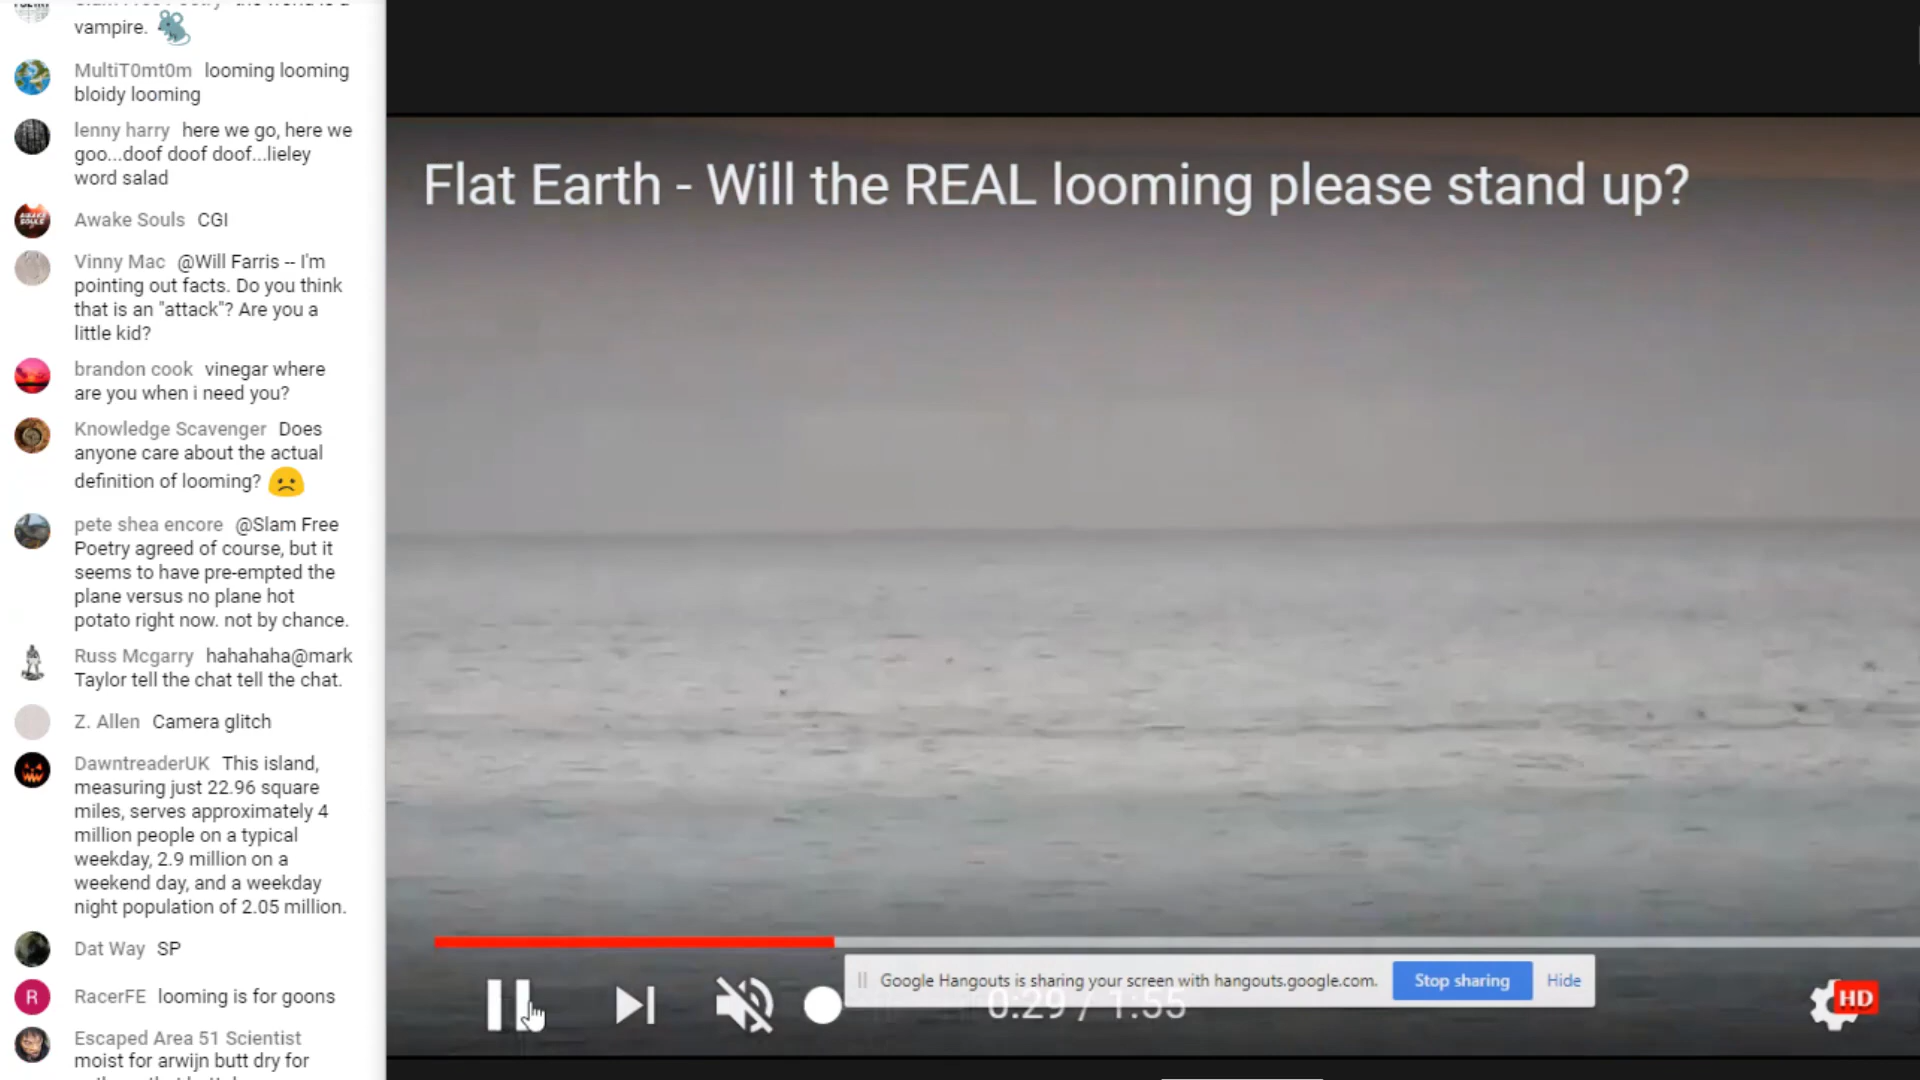 vampire.
MultiT0mt0m looming looming
bloidy looming
lenny harry here we go, here we
goo...doof doof doof...lieley
word salad
Awake Souls CGI
Vinny Mac @Will Farris -- I'm
pointing out facts. Do you think
that is an "attack"? Are you a
little kid?
brandon cook vinegar where
are you when i need you?
Knowledge Scavenger Does
anyone care about the actual
definition of looming?
pete shea encore @Slam Free
Poetry agreed of course, but it
seems to have pre-empted the
plane versus no plane hot
potato right now. not by chance.
Russ Mcgarry hahahaha@mark
Taylor tell the chat tell the chat.
Z. Allen Camera glitch
DawntreaderUK This island,
measuring just 22.96 square
miles, serves approximately 4
million people on a typical
weekday, 2.9 million on a
weekend day, and a weekday
night population of 2.05 million.
Dat Way SP
R
RacerFE looming is for goons
Escaped Area 51 Scientist
moist for arwijn butt dry for
Flat Earth - Will the REAL looming please stand up?
Google Hangouts is sharing your screen with hangouts.google.com.
Stop sharing
Hide
0:29 / 1:55
HD